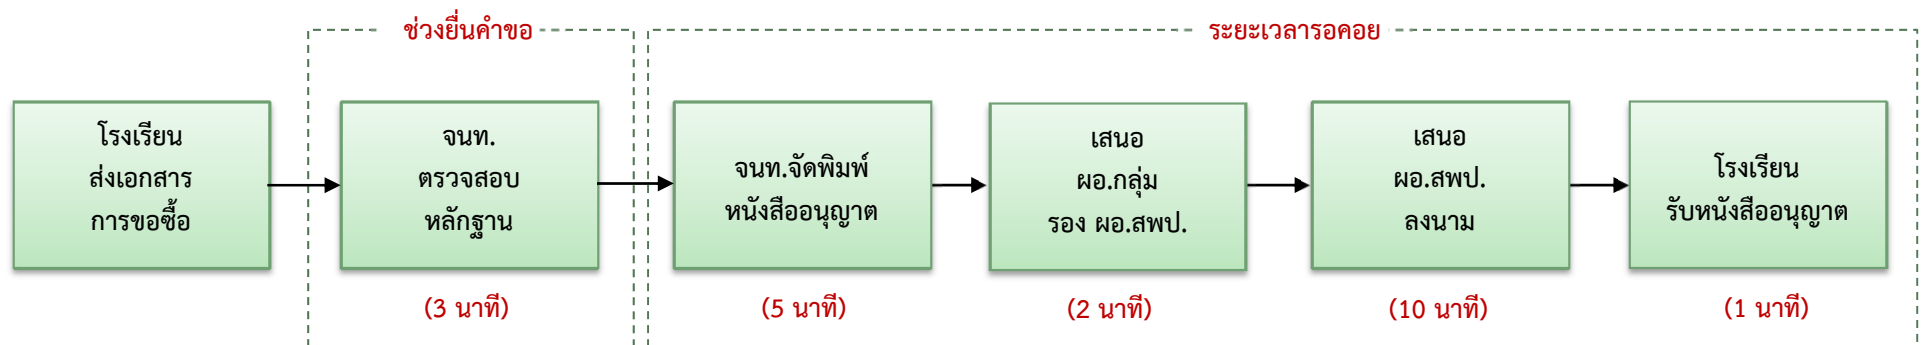 ช่วงยื่นคำขอ
ระยะเวลารอคอย
โรงเรียน
ส่งเอกสาร
การขอซื้อ
จนท.
ตรวจสอบ
หลักฐาน
จนท.จัดพิมพ์
หนังสืออนุญาต
เสนอ
ผอ.กลุ่ม
รอง ผอ.สพป.
เสนอ
ผอ.สพป.
ลงนาม
โรงเรียน
รับหนังสืออนุญาต
(3 นาที)
(5 นาที)
(2 นาที)
(10 นาที)
(1 นาที)